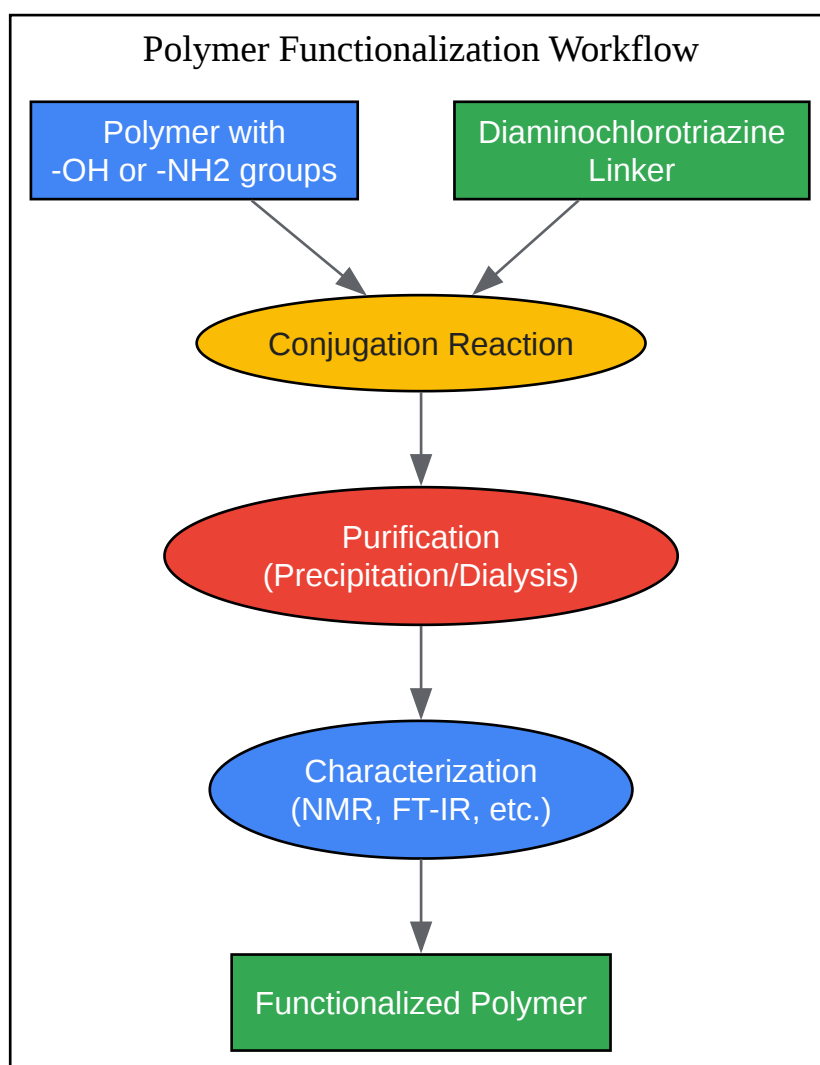 Polymer Functionalization Workflow
Polymer with
-OH or -NH2 groups
Diaminochlorotriazine
Linker
Conjugation Reaction
Purification
(Precipitation/Dialysis)
Characterization
(NMR, FT-IR, etc.)
Functionalized Polymer